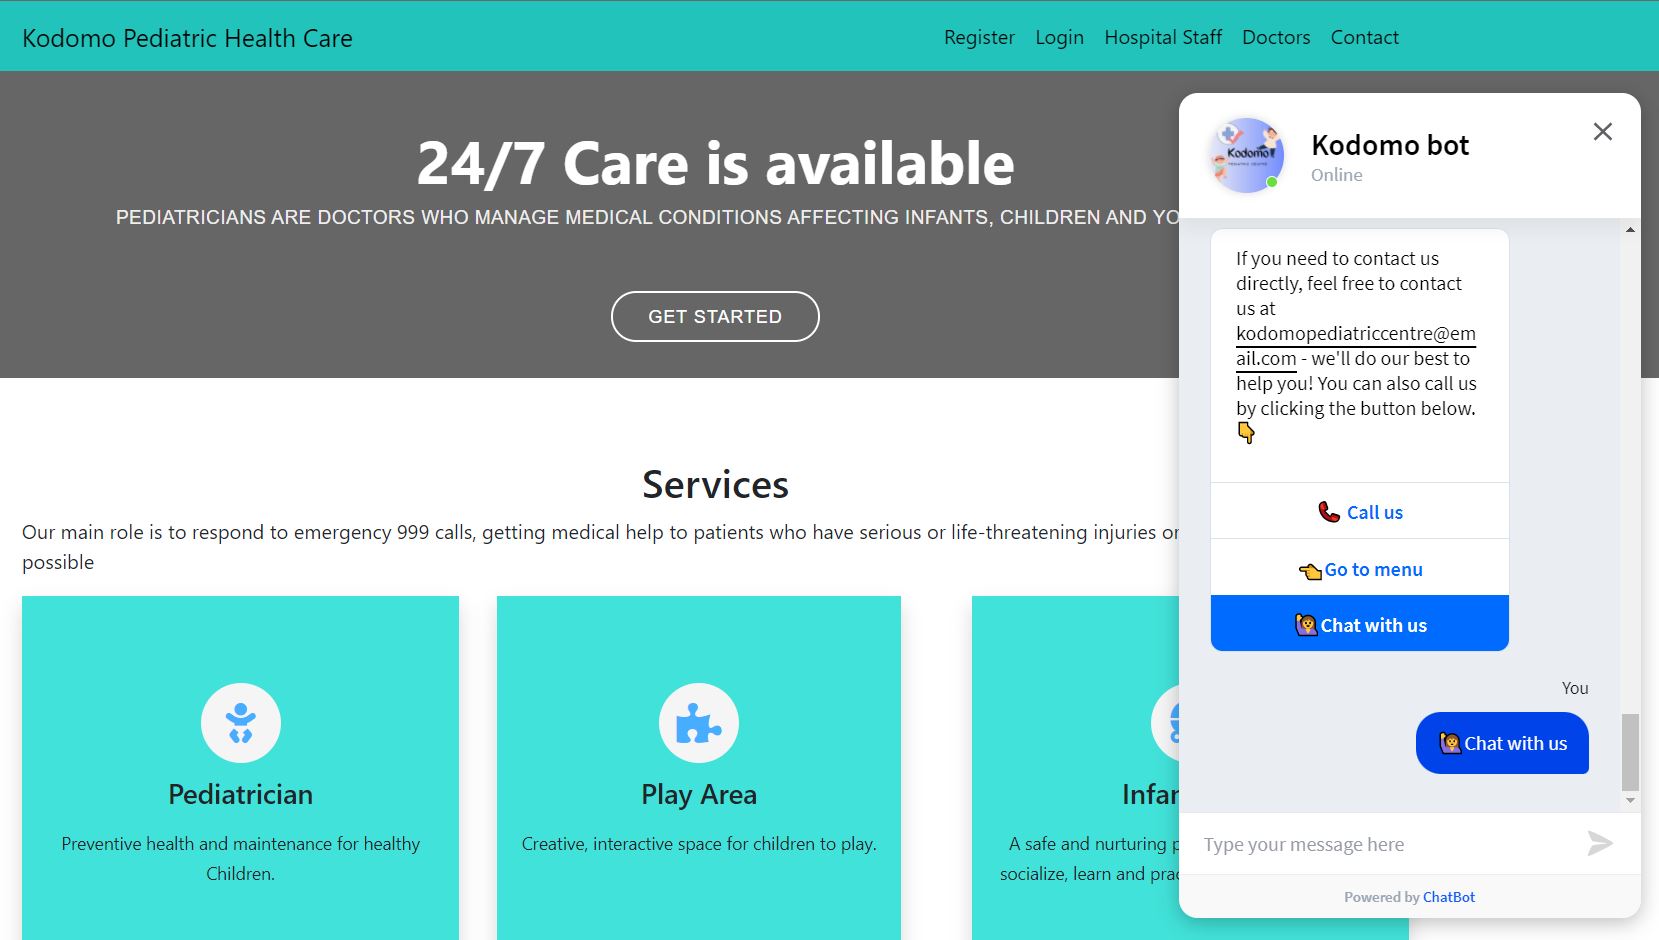 Kodomo Pediatric Health Care
Register Login Hospital Staff Doctors Contact
24/7 Care is available
PEDIATRICIANS ARE DOCTORS WHO MANAGE MEDICAL CONDITIONS AFFECTING INFANTS, CHILDREN AND
GET STARTED
Services
Our main role is to respond to emergency 999 calls, getting medical help to patients who have serious or life-threatening injuries
possible
Pediatrician
Preventive health and maintenance for healthy
Children.
Play Area
Creative, interactive space for children to play.
A safe and nurturing
socialize, learn and
Kodomo
Kodomo bot
Online
If you need to contact us
directly, feel free to contact
us at
kodomopediatriccentre@em
ail.com - we'll do our best to
help you! You can also call us
by clicking the button below.
👇
📞 Call us
👈Go to menu
🙋Chat with us
You
🙋Chat with us
Type your message here
Powered by ChatBot